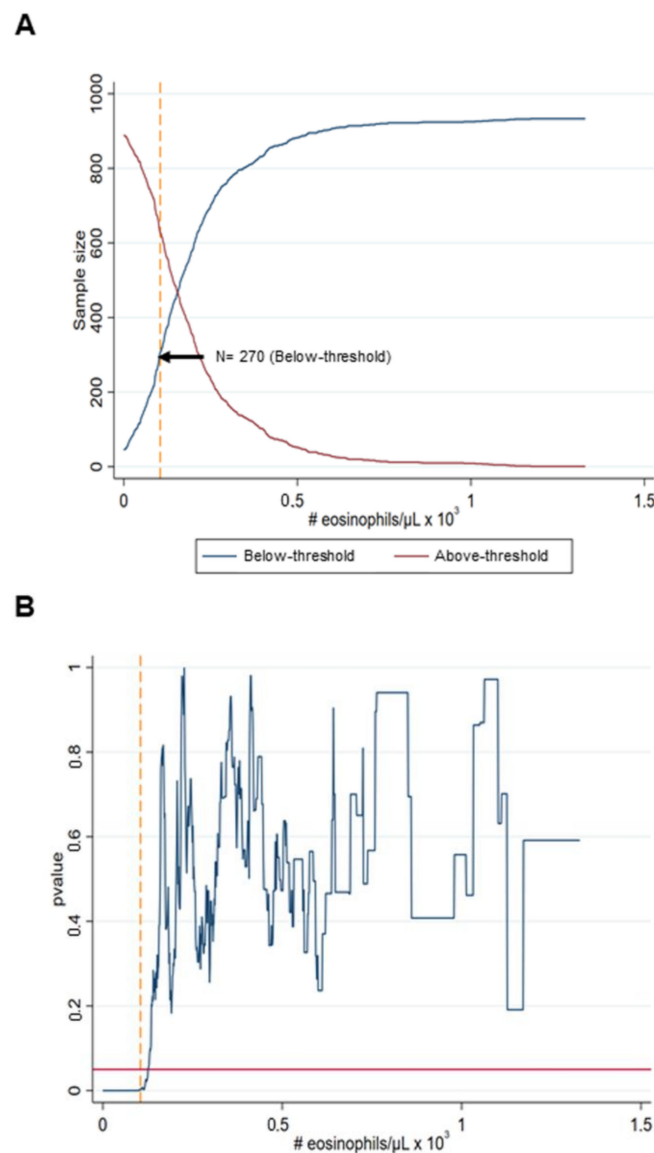 A
1000
800
600
400
200
0
Sample size
N= 270 (Below-threshold)
0
0.5
1
1.5
# eosinophils/µL x 10³
Below-threshold
Above-threshold
B
1
0.8
0.6
0.4
0.2
0
pvalue
0
0.5
1
1.5
# eosinophils/µL x 10³